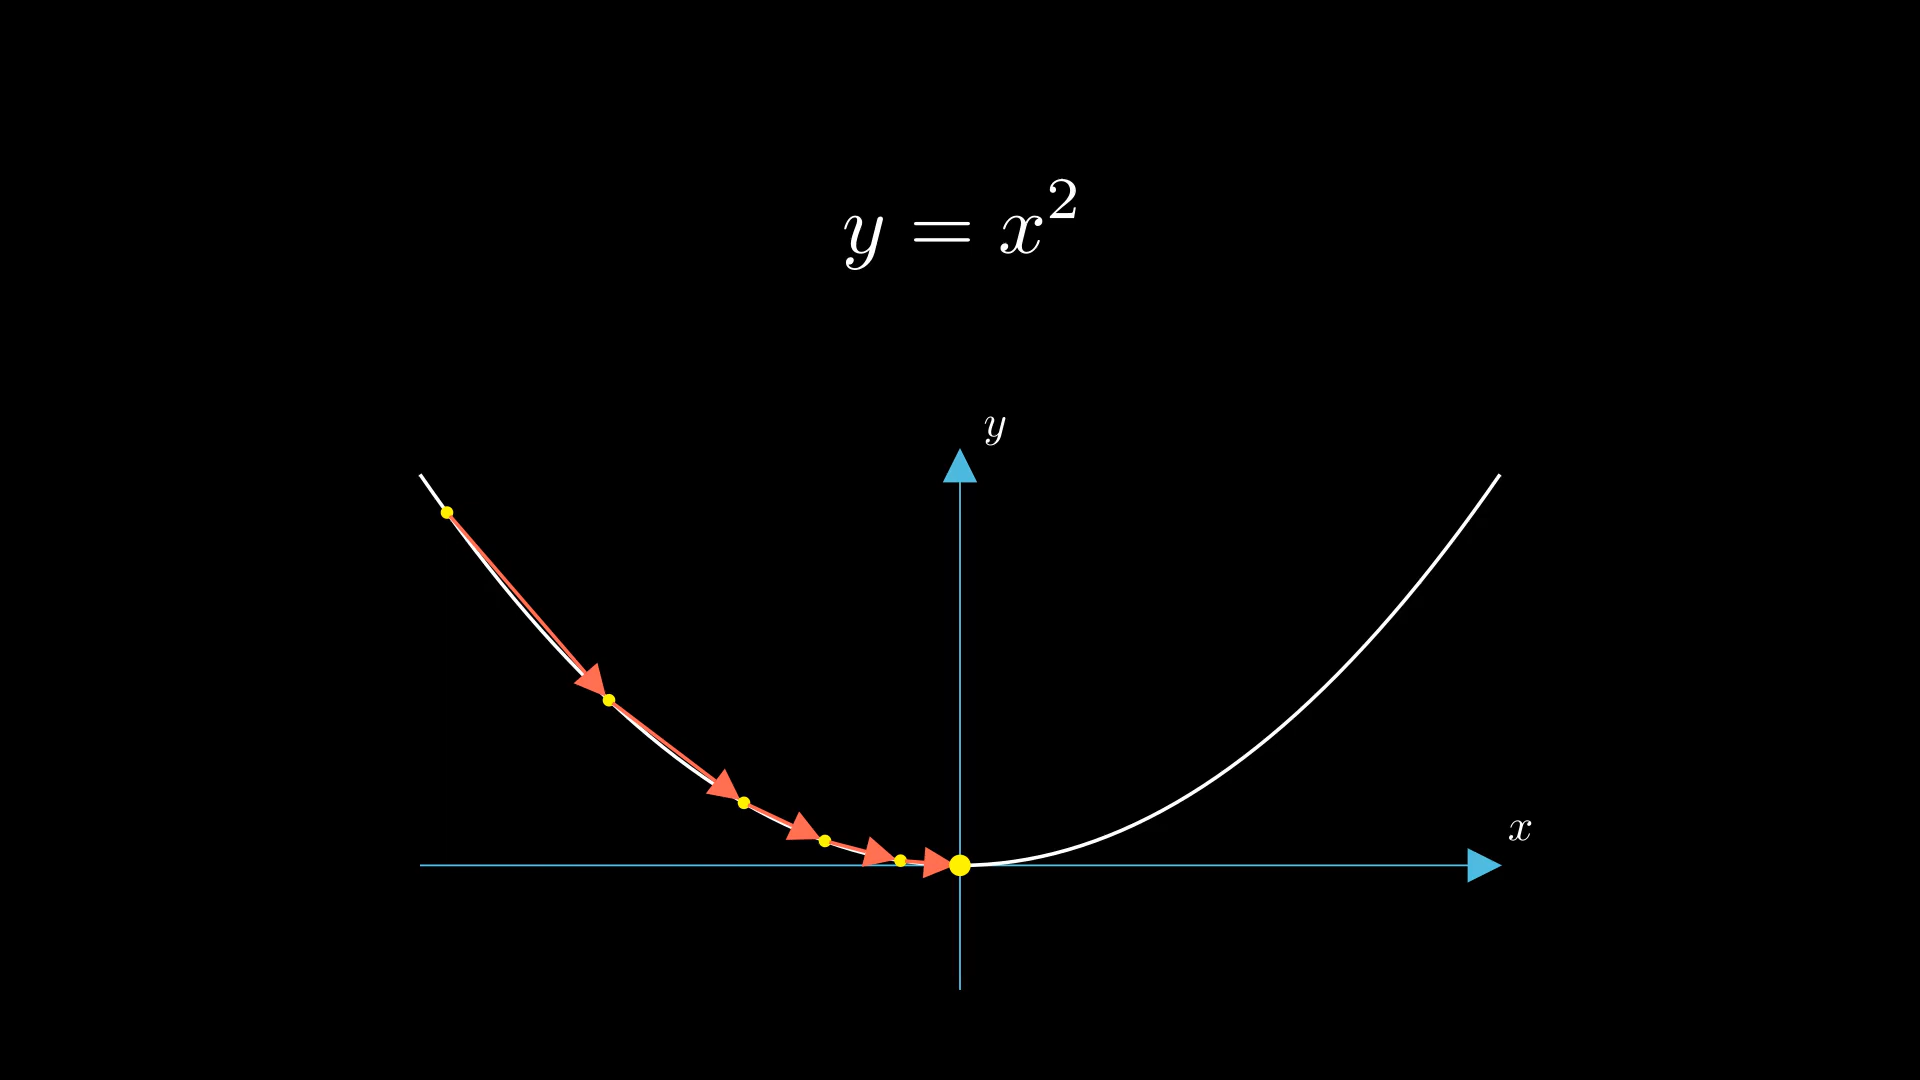 y = x²
y
x